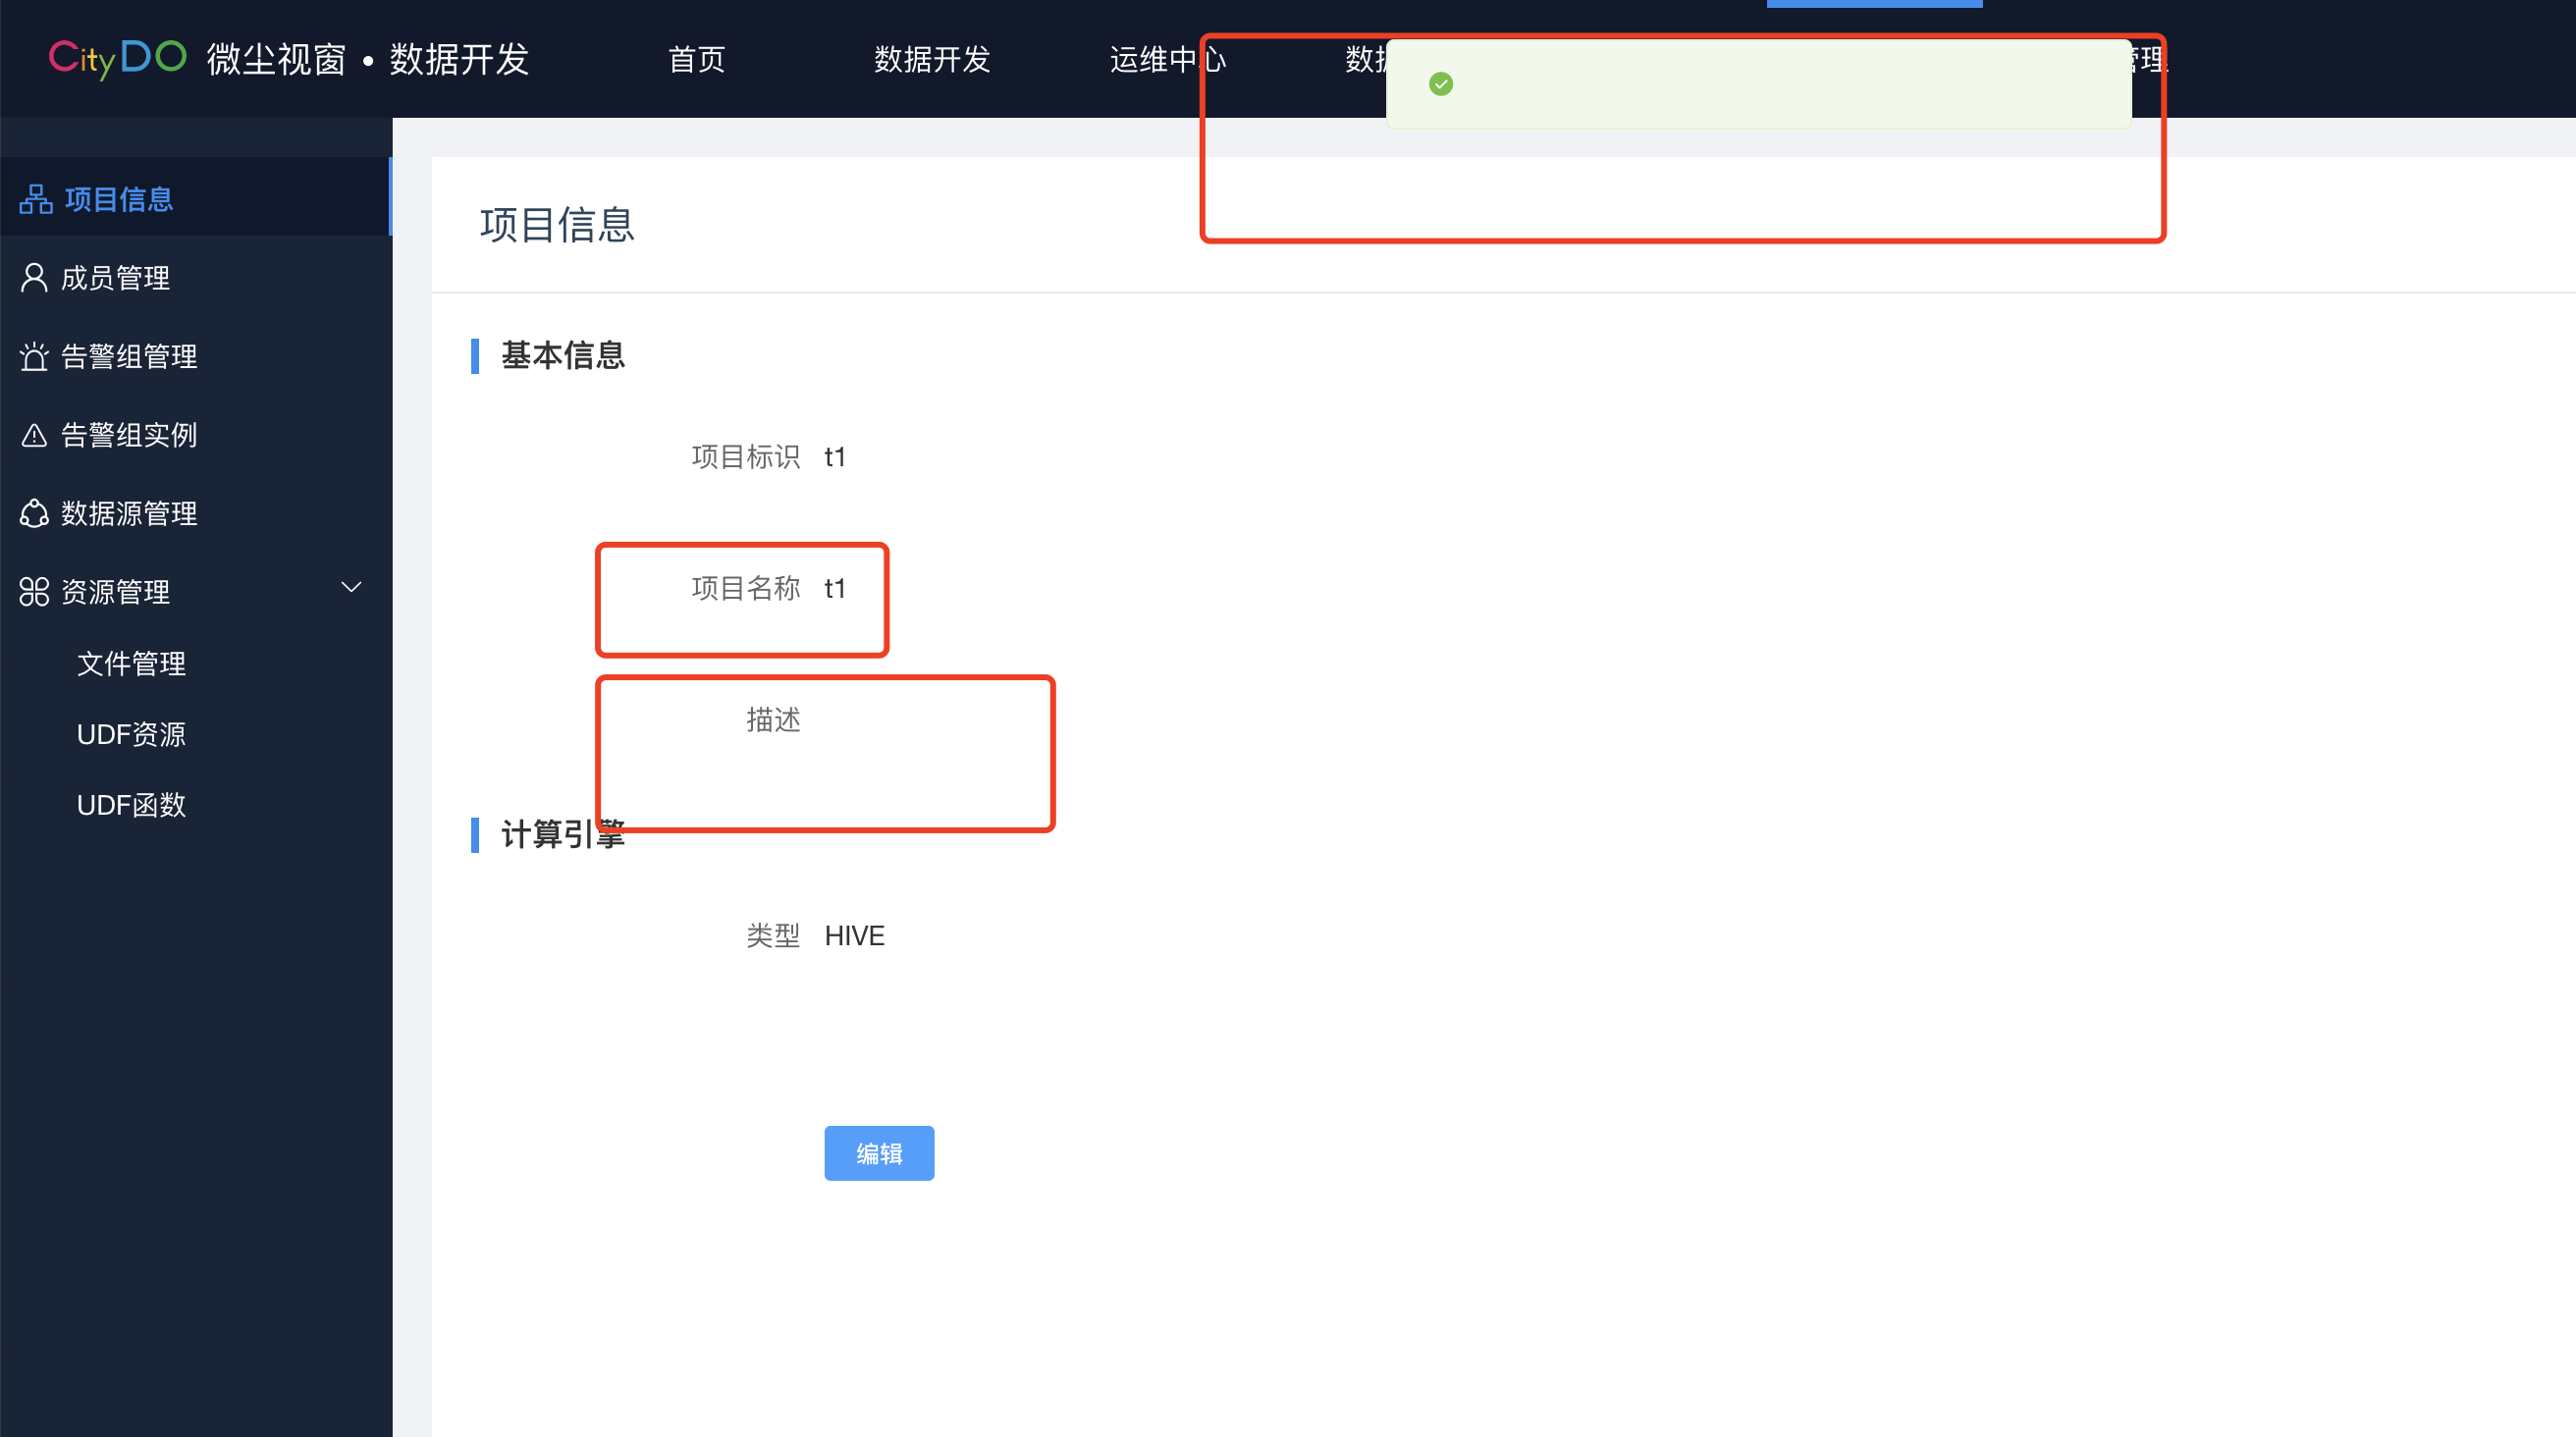 CityDO 微尘视窗 • 数据开发
首页
数据开发
运维中心
数据
管理
项目信息
成员管理
告警组管理
告警组实例
数据源管理
资源管理
文件管理
UDF资源
UDF函数
项目信息
基本信息
项目标识 t1
项目名称 t1
描述
计算引擎
类型 HIVE
编辑